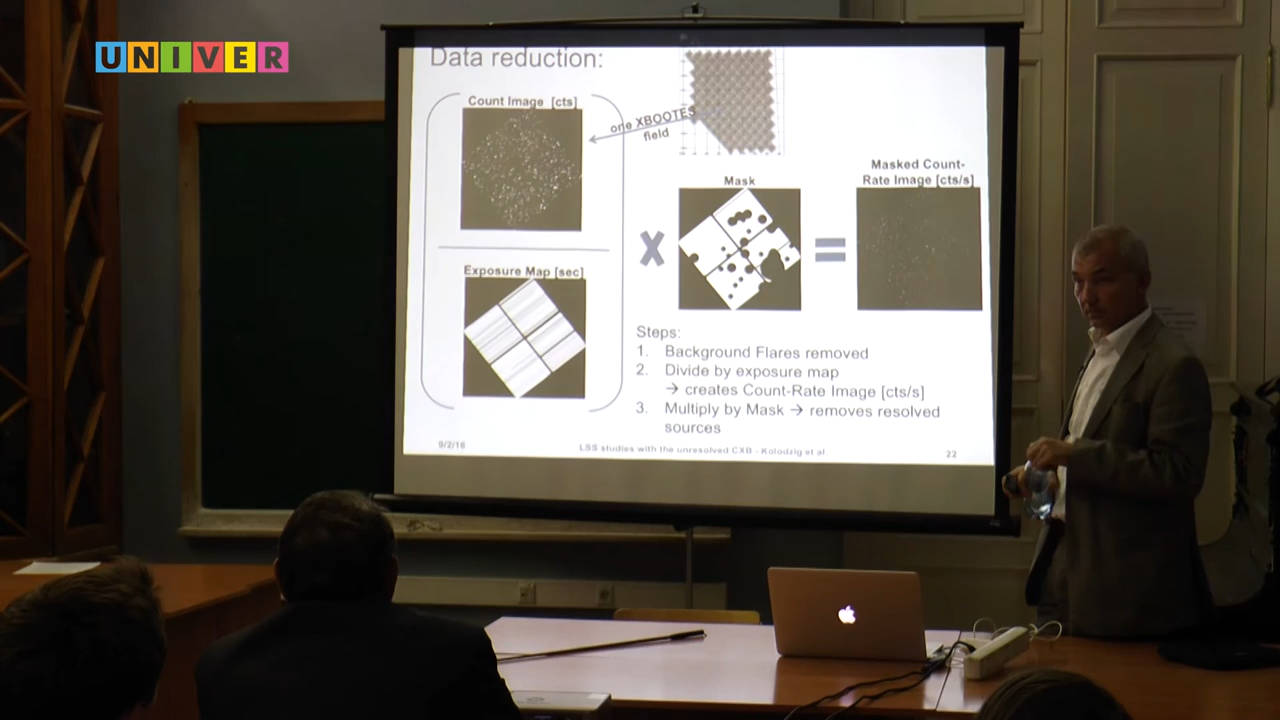 UNIVER
Data reduction:
Count Image [cts]
one XBOOTES
field
Masked Count-
Rate Image [cts/s]
Mask
X
=
Exposure Map [sec]
Steps:
1. Background Flares removed
2. Divide by exposure map
→ creates Count-Rate Image [cts/s]
3. Multiply by Mask → removes resolved
sources
9/2/16
LSS studies with the unresolved CXB - Kolodzig et al.
22